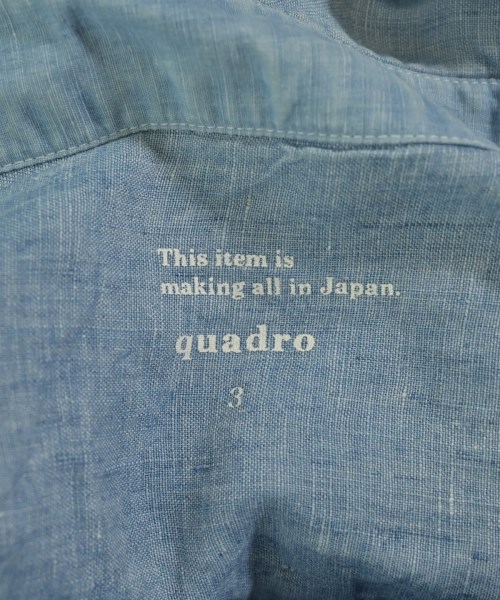 This item is
making all in Japan.
quadro
3